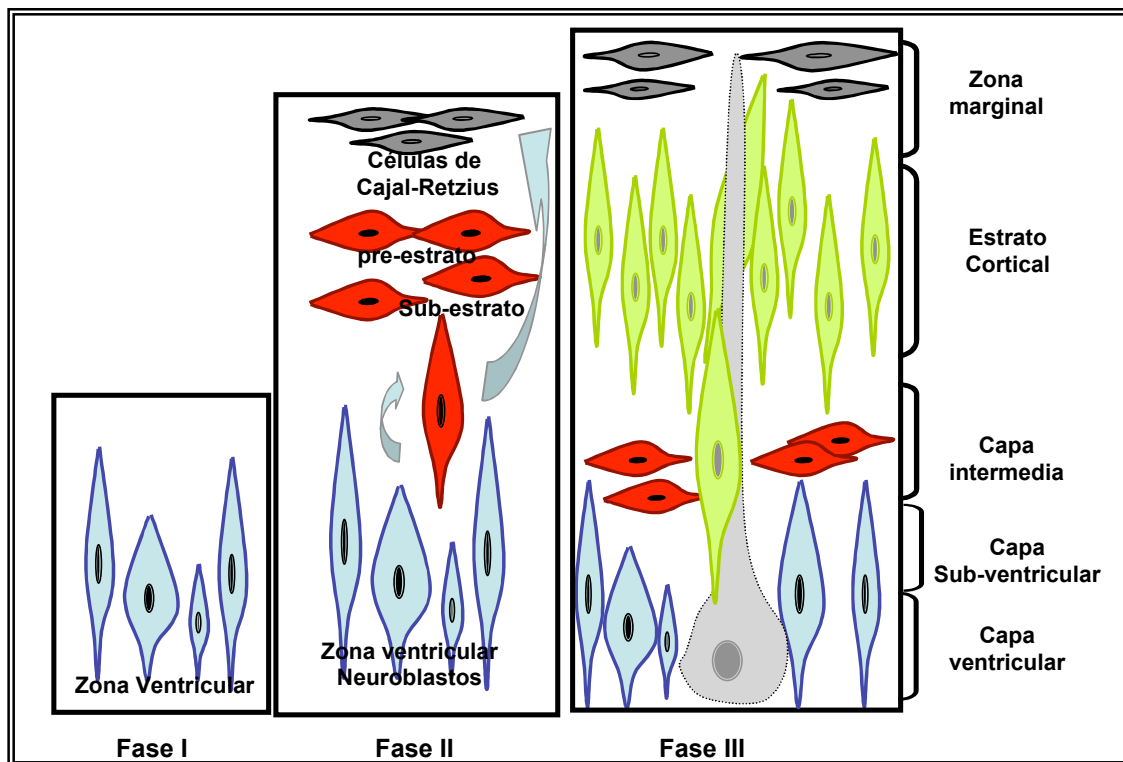 Zona Ventricular
Fase I
Células de
Cajal-Retzius
pre-estrato
Sub-estrato
Zona ventricular
Neuroblastos
Fase II
Fase III
Zona
marginal
Estrato
Cortical
Capa
intermedia
Capa
Sub-ventricular
Capa
ventricular